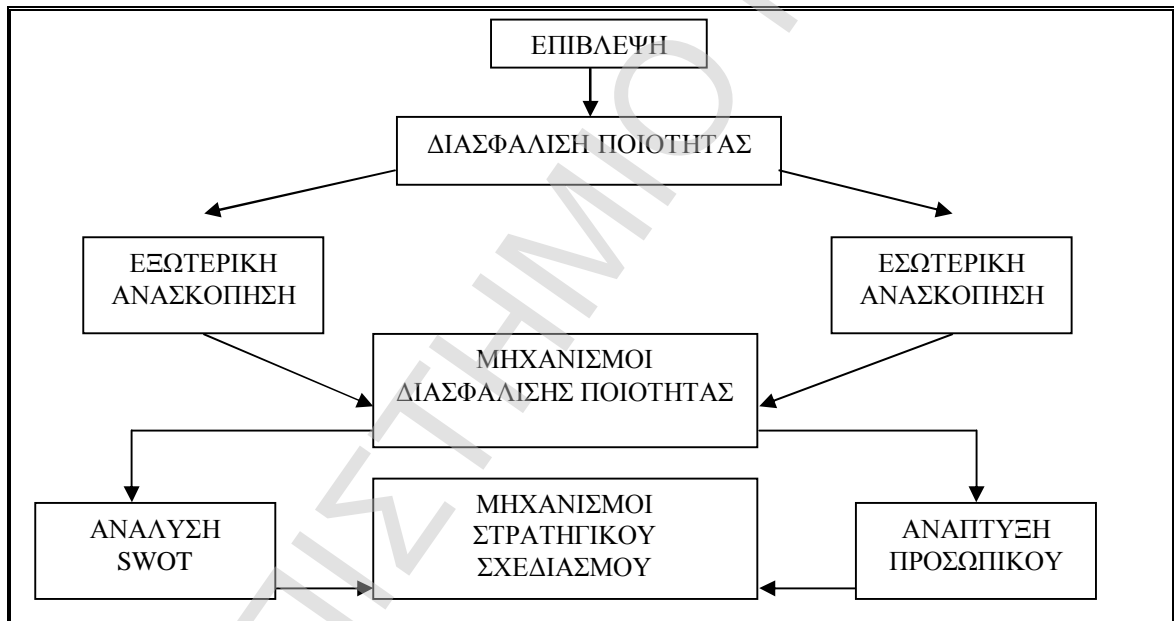 ΕΠΙΒΛΕΨΗ
ΔΙΑΣΦΑΛΙΣΗ ΠΟΙΟΤΗΤΑΣ
ΕΞΩΤΕΡΙΚΗ
ΑΝΑΣΚΟΠΗΣΗ
ΕΣΩΤΕΡΙΚΗ
ΑΝΑΣΚΟΠΗΣΗ
ΜΗΧΑΝΙΣΜΟΙ
ΔΙΑΣΦΑΛΙΣΗΣ ΠΟΙΟΤΗΤΑΣ
ΑΝΑΛΥΣΗ
SWOT
ΜΗΧΑΝΙΣΜΟΙ
ΣΤΡΑΤΗΓΙΚΟΥ
ΣΧΕΔΙΑΣΜΟΥ
ΑΝΑΠΤΥΞΗ
ΠΡΟΣΩΠΙΚΟΥ